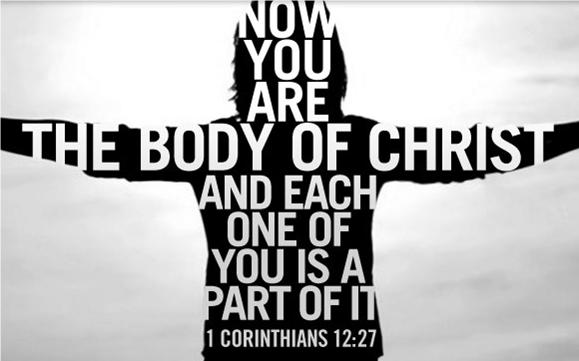 NOW
YOU
ARE
THE BODY OF CHRIST
AND EACH
ONE OF
YOU IS A
PART OF IT
1 CORINTHIANS 12:27